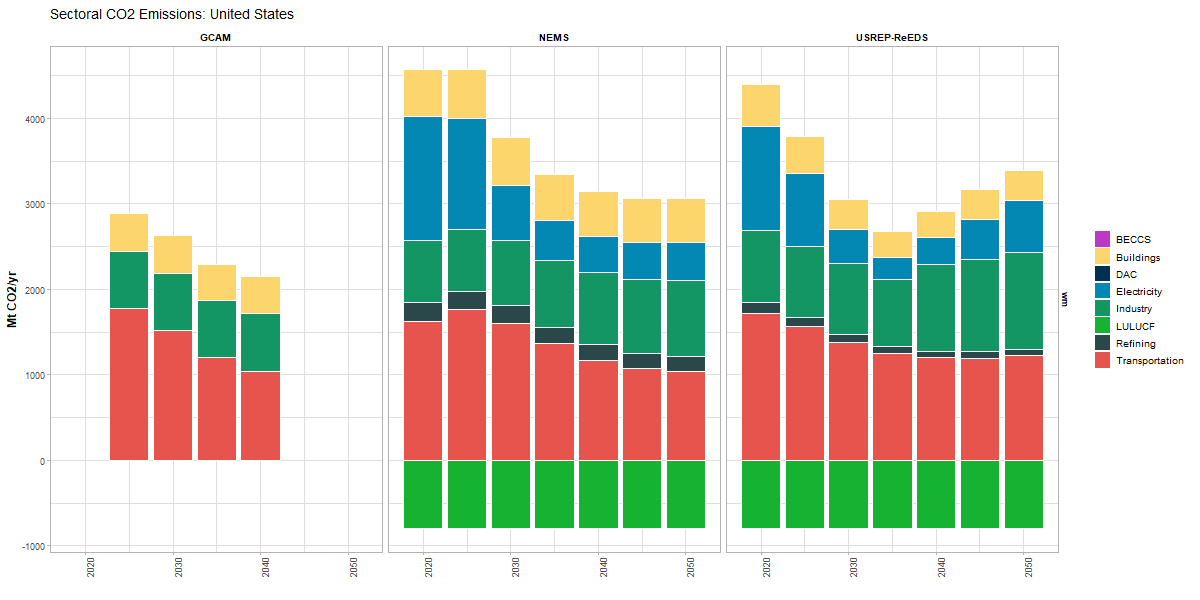 Sectoral CO2 Emissions: United States
GCAM
NEMS
USREP-ReEDS
Mt CO2/yr
4000
3000
2000
1000
0
-1000
2020
2030
2040
2050
2020
2030
2040
2050
2020
2030
2040
2050
wm
BECCS
Buildings
DAC
Electricity
Industry
LULUCF
Refining
Transportation